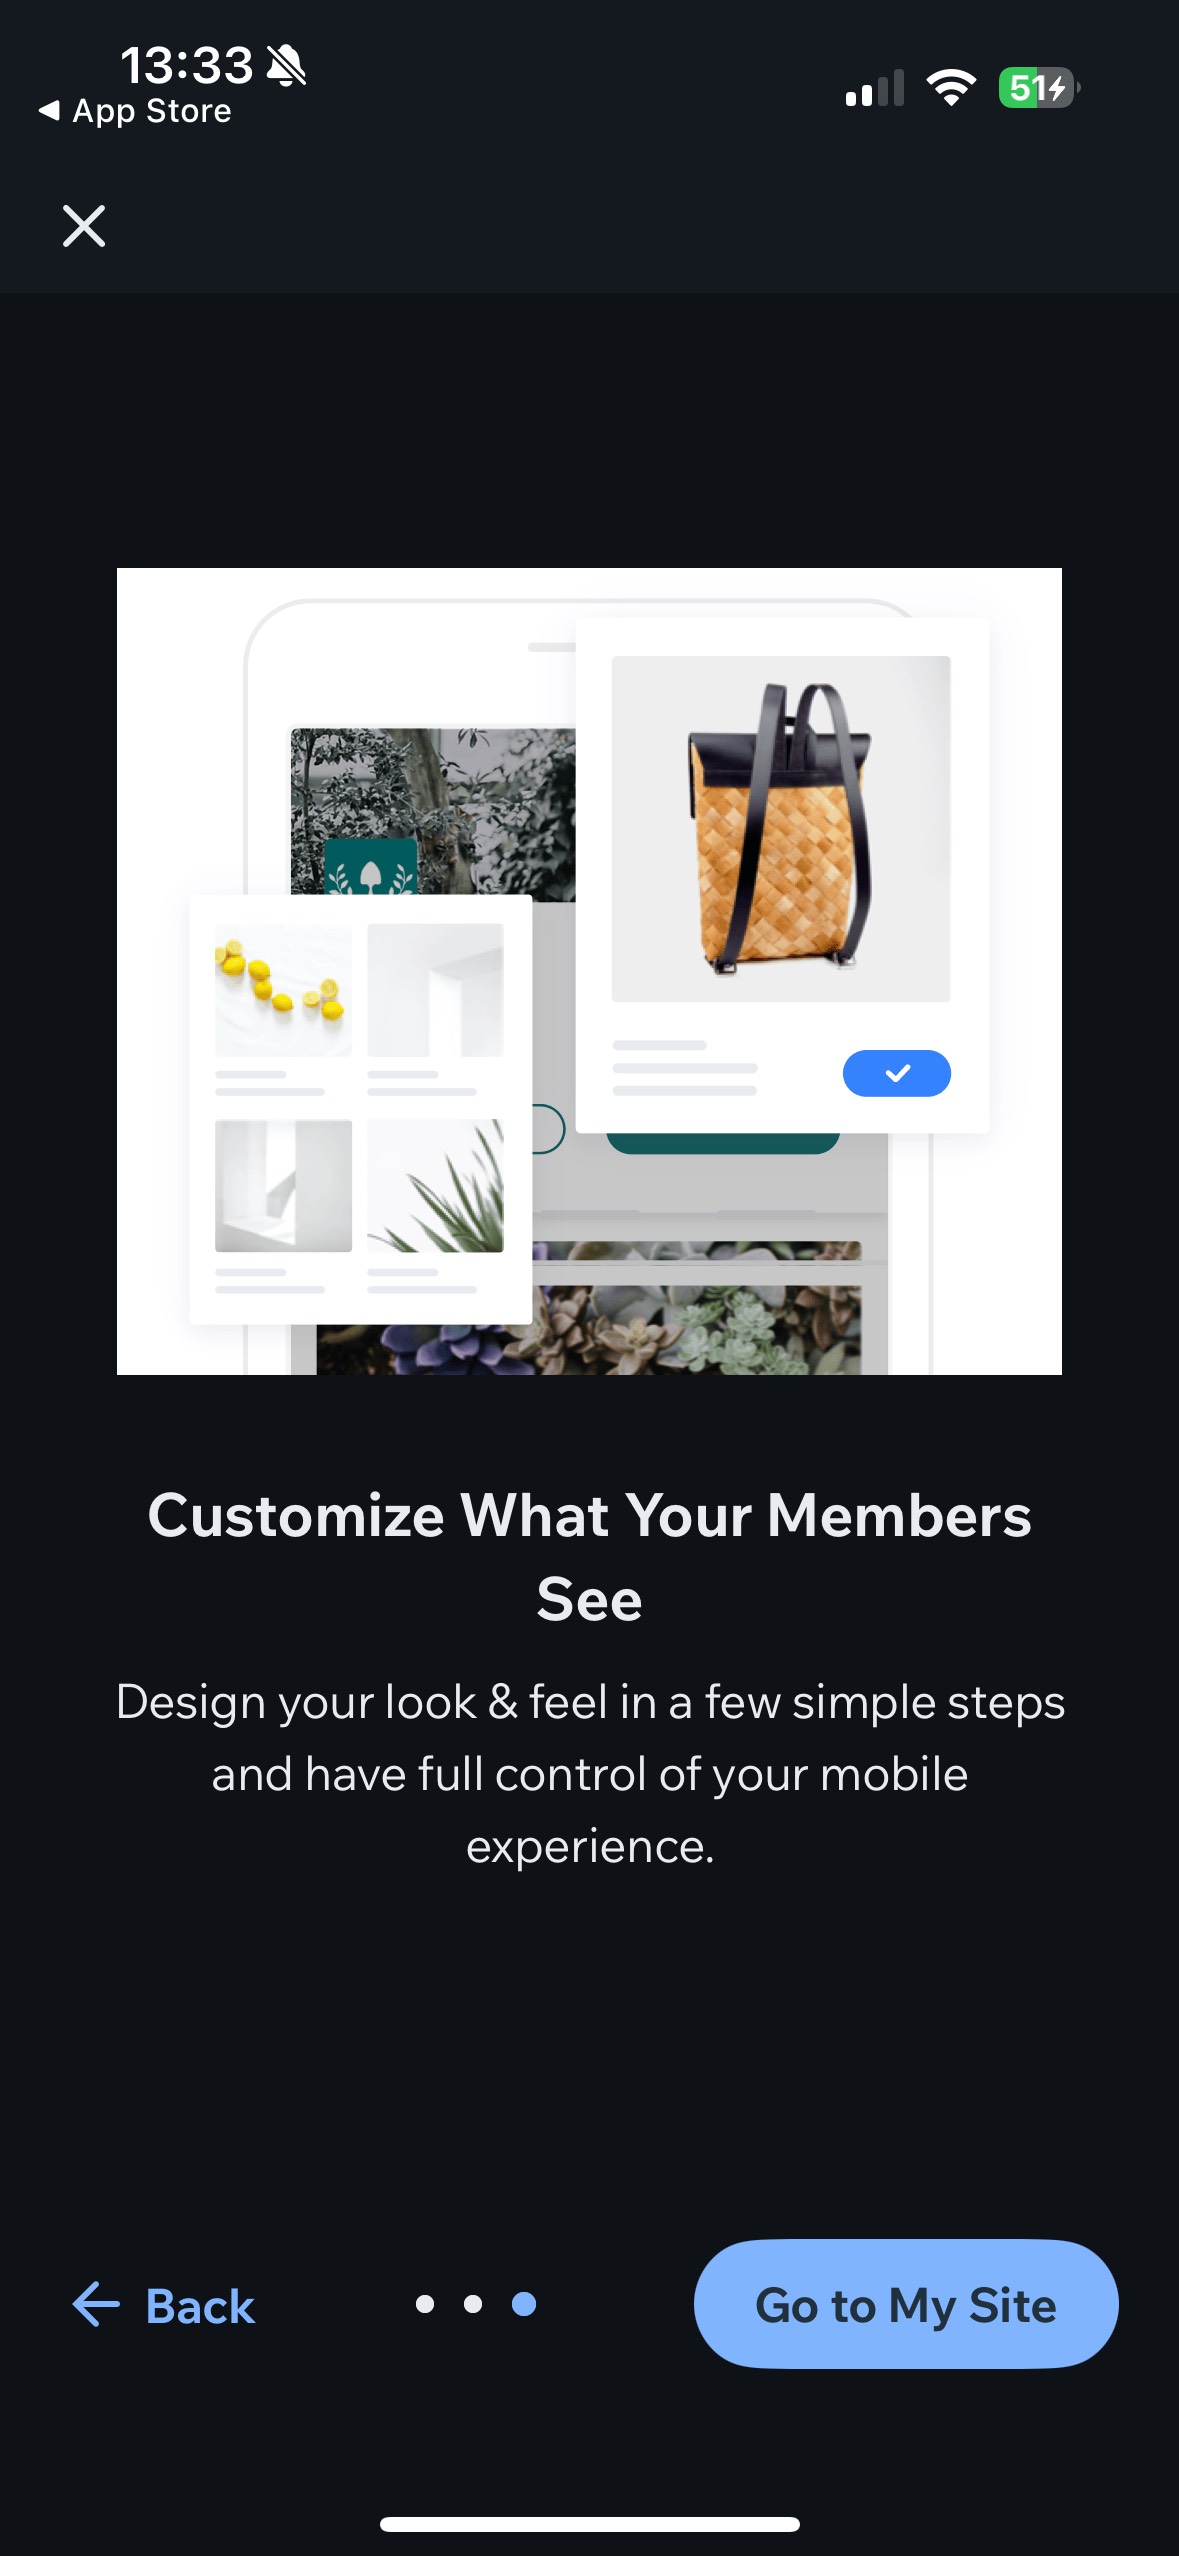 13:33
App Store
51
Customize What Your Members
See
Design your look & feel in a few simple steps
and have full control of your mobile
experience.
Back
Go to My Site